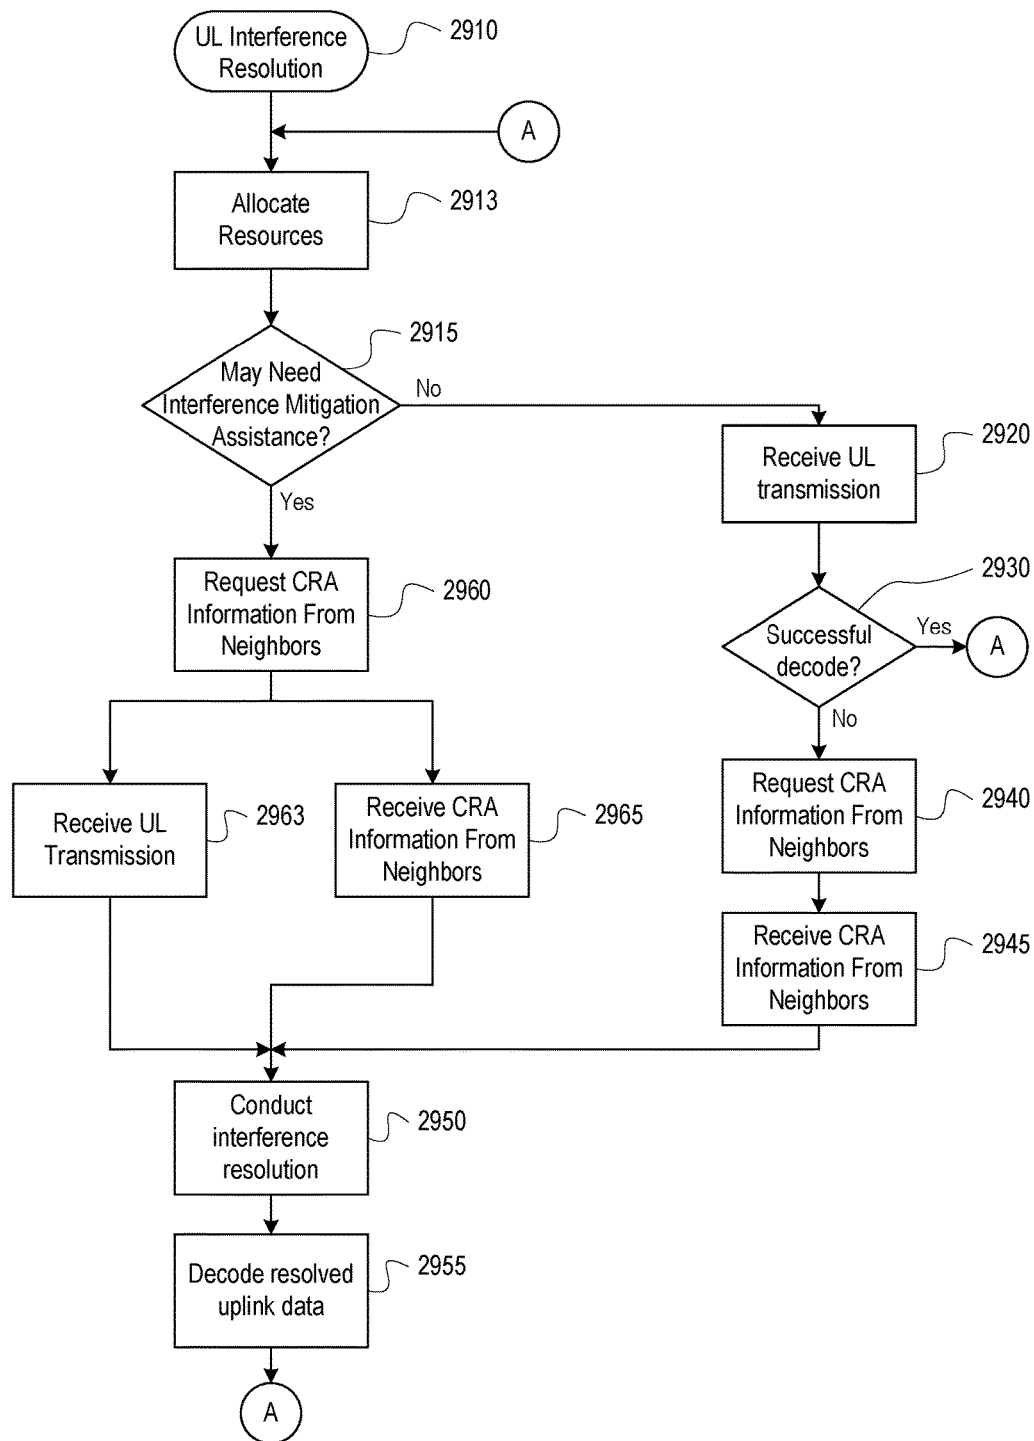 UL Interference
Resolution
2910
A
Allocate
Resources
2913
2915
May Need
Interference Mitigation
Assistance?
No
Yes
2920
Receive UL
transmission
2930
Successful
decode?
Yes
A
No
Request CRA
Information From
Neighbors
2960
Receive UL
Transmission
2963
Receive CRA
Information From
Neighbors
2965
Request CRA
Information From
Neighbors
2940
Receive CRA
Information From
Neighbors
2945
Conduct
interference
resolution
2950
Decode resolved
uplink data
2955
A